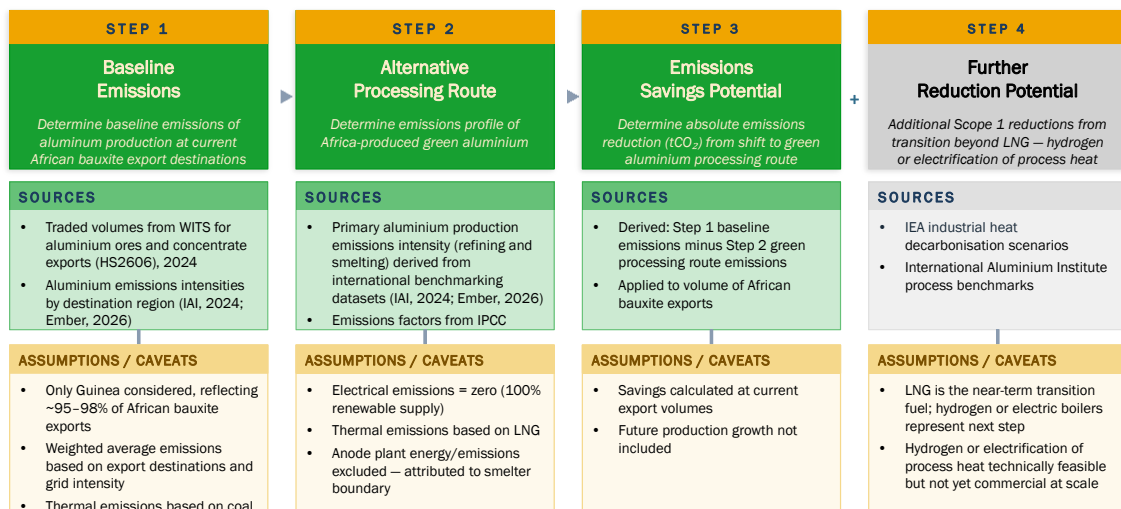 STEP 1
Baseline
Emissions
Determine baseline emissions of
aluminum production at current
African bauxite export destinations
SOURCES
• Traded volumes from WITS for
aluminium ores and concentrate
exports (HS2606), 2024
• Aluminium emissions intensities
by destination region (IAI, 2024;
Ember, 2026)
ASSUMPTIONS / CAVEATS
• Only Guinea considered, reflecting
~95–98% of African bauxite
exports
• Weighted average emissions
based on export destinations and
grid intensity
• Thermal emissions based on coal
STEP 2
Alternative
Processing Route
Determine emissions profile of
Africa-produced green aluminium
SOURCES
• Primary aluminium production
emissions intensity (refining and
smelting) derived from
international benchmarking
datasets (IAI, 2024; Ember, 2026)
• Emissions factors from IPCC
ASSUMPTIONS / CAVEATS
• Electrical emissions = zero (100%
renewable supply)
• Thermal emissions based on LNG
• Anode plant energy/emissions
excluded — attributed to smelter
boundary
STEP 3
Emissions
Savings Potential
Determine absolute emissions
reduction (tCO₂) from shift to green
aluminium processing route
SOURCES
• Derived: Step 1 baseline
emissions minus Step 2 green
processing route emissions
• Applied to volume of African
bauxite exports
ASSUMPTIONS / CAVEATS
• Savings calculated at current
export volumes
• Future production growth not
included
+
STEP 4
Further
Reduction Potential
Additional Scope 1 reductions from
transition beyond LNG — hydrogen
or electrification of process heat
SOURCES
• IEA industrial heat
decarbonisation scenarios
• International Aluminium Institute
process benchmarks
ASSUMPTIONS / CAVEATS
• LNG is the near-term transition
fuel; hydrogen or electric boilers
represent next step
• Hydrogen or electrification of
process heat technically feasible
but not yet commercial at scale